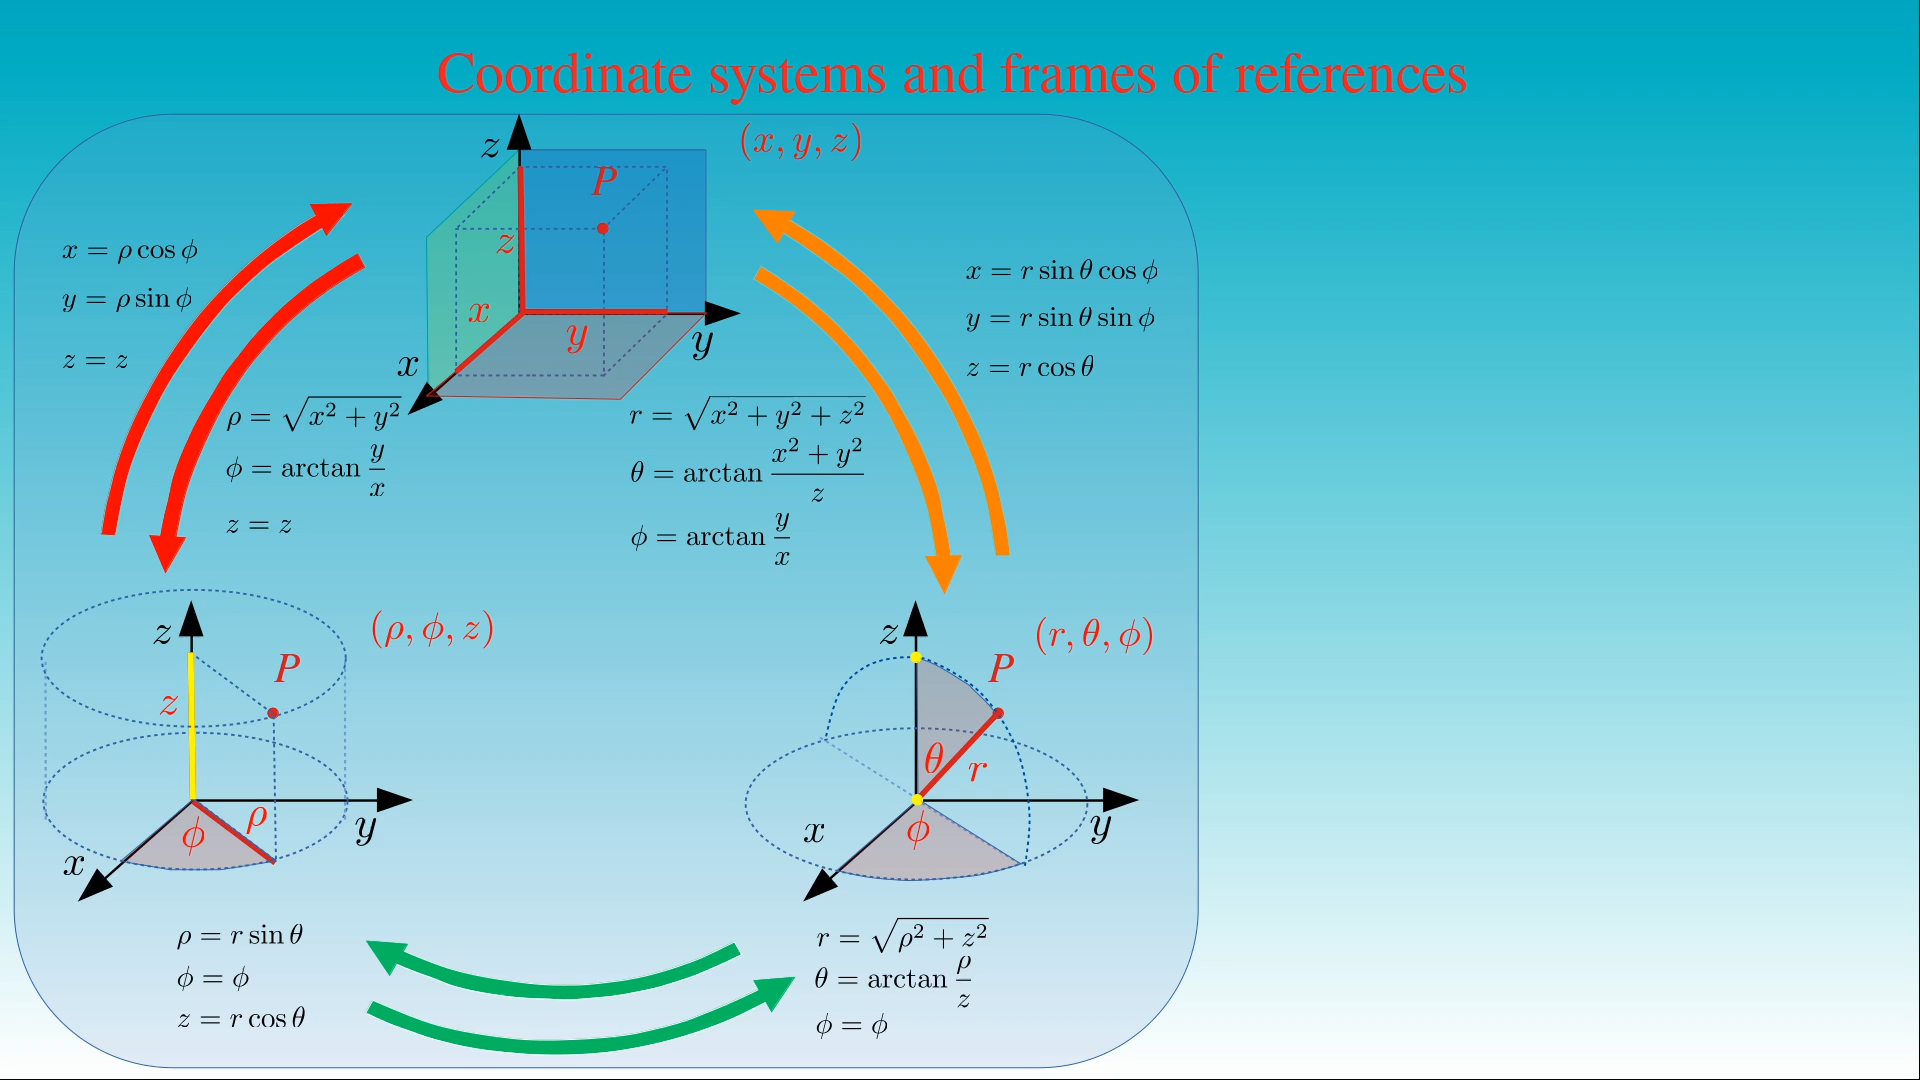 Coordinate systems and frames of references
(x, y, z)
z
P
z
x
y
x
y
x = ρ cos ϕ
y = ρ sin ϕ
z = z
x = r sin θ cos ϕ
y = r sin θ sin ϕ
z = r cos θ
ρ = √(x² + y²)
ϕ = arctan y/x
z = z
r = √(x² + y² + z²)
θ = arctan (x² + y²)/z
ϕ = arctan y/x
(ρ, ϕ, z)
z
P
z
ϕ
ρ
y
x
(r, θ, ϕ)
z
P
θ
r
x
ϕ
y
ρ = r sin θ
ϕ = ϕ
z = r cos θ
r = √(ρ² + z²)
θ = arctan ρ/z
ϕ = ϕ